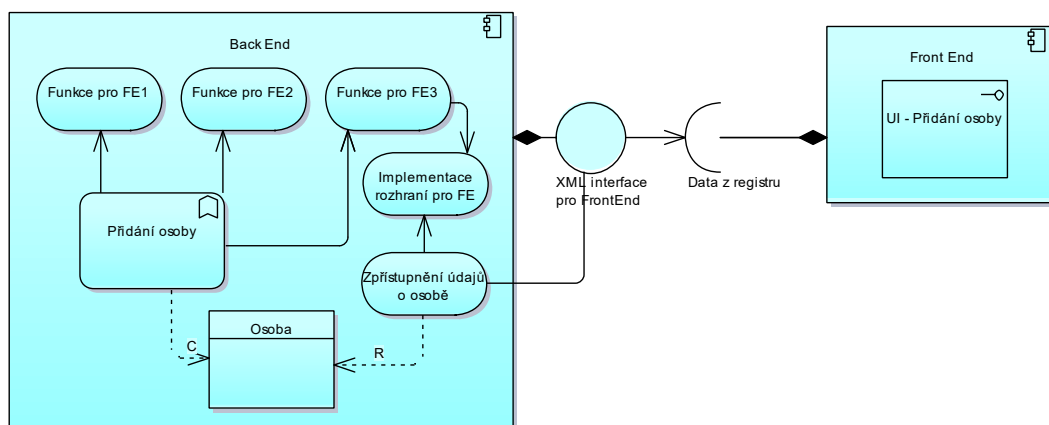 Back End
Front End
Funkce pro FE1
Funkce pro FE2
Funkce pro FE3
UI - Přidání osoby
Implementace
rozhraní pro FE
XML interface
pro FrontEnd
Data z registru
Přidání osoby
Zpřístupnění údajů
o osobě
Osoba
C
R